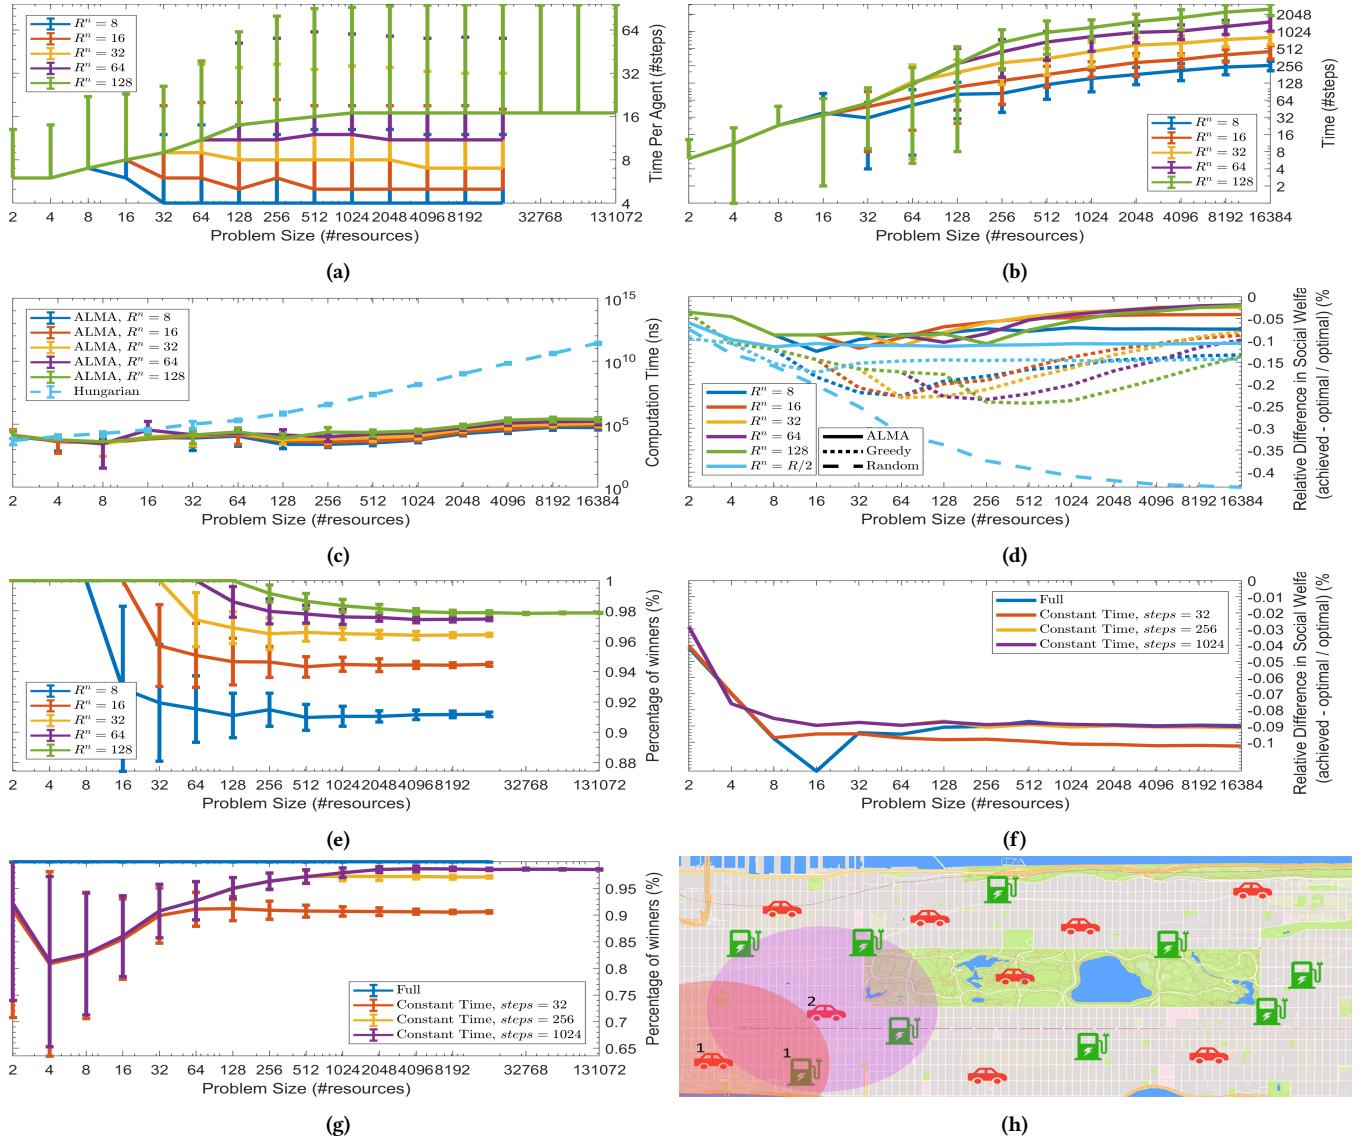 R^n = 8
R^n = 16
R^n = 32
R^n = 64
R^n = 128
64
32
16
8
4
Time Per Agent (#steps)
2 4 8 16 32 64 128 256 512 1024 2048 4096 8192 32768 131072
Problem Size (#resources)
(a)
2048
1024
512
256
128
64
32
16
8
4
2
Time (#steps)
R^n = 8
R^n = 16
R^n = 32
R^n = 64
R^n = 128
2 4 8 16 32 64 128 256 512 1024 2048 4096 8192 16384
Problem Size (#resources)
(b)
ALMA, R^n = 8
ALMA, R^n = 16
ALMA, R^n = 32
ALMA, R^n = 64
ALMA, R^n = 128
Hungarian
10^15
10^10
10^5
10^0
Computation Time (ns)
2 4 8 16 32 64 128 256 512 1024 2048 4096 8192 16384
Problem Size (#resources)
(c)
0
-0.05
-0.1
-0.15
-0.2
-0.25
-0.3
-0.35
-0.4
Relative Difference in Social Welfa
(achieved - optimal / optimal) (%
R^n = 8
R^n = 16
R^n = 32
R^n = 64
R^n = 128
R^n = R/2
ALMA
Greedy
Random
2 4 8 16 32 64 128 256 512 1024 2048 4096 8192 16384
Problem Size (#resources)
(d)
1
0.98
0.96
0.94
0.92
0.9
0.88
Percentage of winners (%)
R^n = 8
R^n = 16
R^n = 32
R^n = 64
R^n = 128
2 4 8 16 32 64 128 256 512 1024 2048 4096 8192 32768 131072
Problem Size (#resources)
(e)
0
-0.01
-0.02
-0.03
-0.04
-0.05
-0.06
-0.07
-0.08
-0.09
-0.1
Relative Difference in Social Welfa
(achieved - optimal / optimal) (%
Full
Constant Time, steps = 32
Constant Time, steps = 256
Constant Time, steps = 1024
2 4 8 16 32 64 128 256 512 1024 2048 4096 8192 16384
Problem Size (#resources)
(f)
0.95
0.9
0.85
0.8
0.75
0.7
0.65
Percentage of winners (%)
Full
Constant Time, steps = 32
Constant Time, steps = 256
Constant Time, steps = 1024
2 4 8 16 32 64 128 256 512 1024 2048 4096 8192 32768 131072
Problem Size (#resources)
(g)
2
1
1
(h)